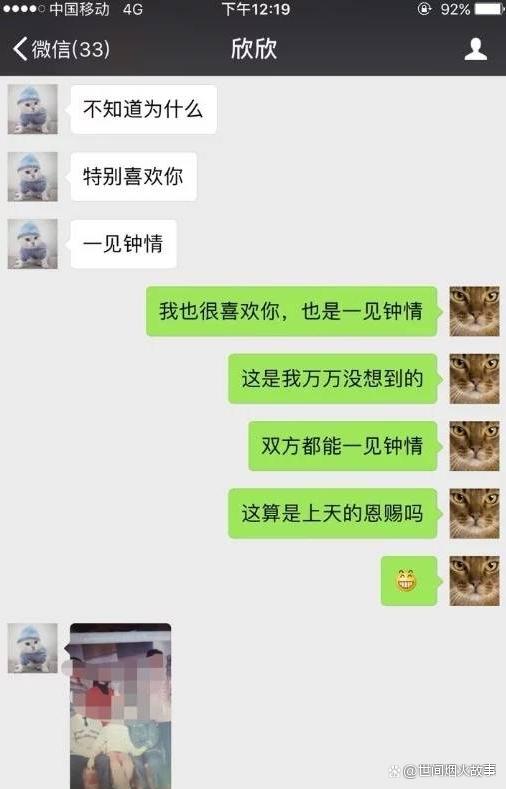 中国移动 4G 下午12:19 92%
微信(33) 欣欣
不知道为什么
特别喜欢你
一见钟情
我也很喜欢你，也是一见钟情
这是我万万没想到的
双方都能一见钟情
这算是上天的恩赐吗
@世间烟火故事